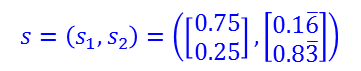 s = (s₁, s₂) = ([0.75 0.25], [0.16̅ 0.83̅])